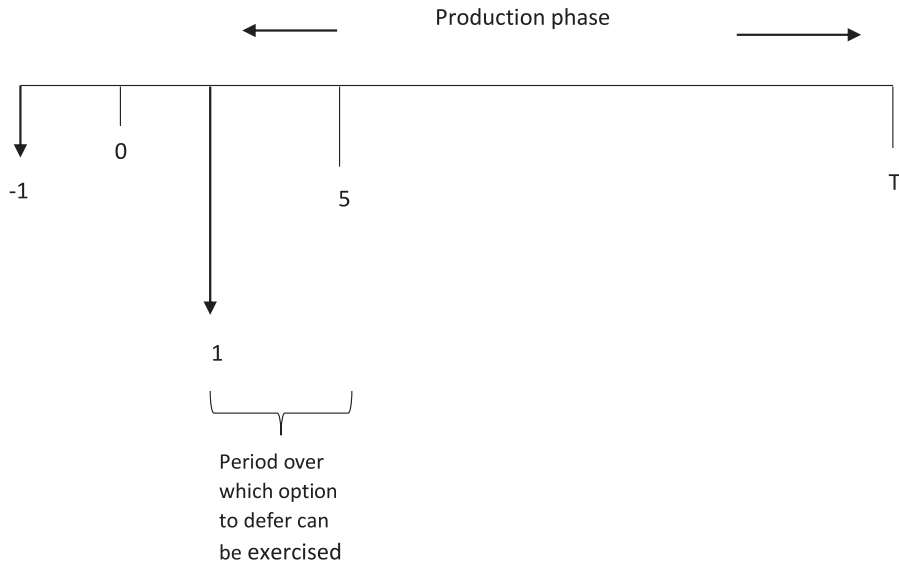 Production phase
0
-1
5
T
1
Period over
which option
to defer can
be exercised